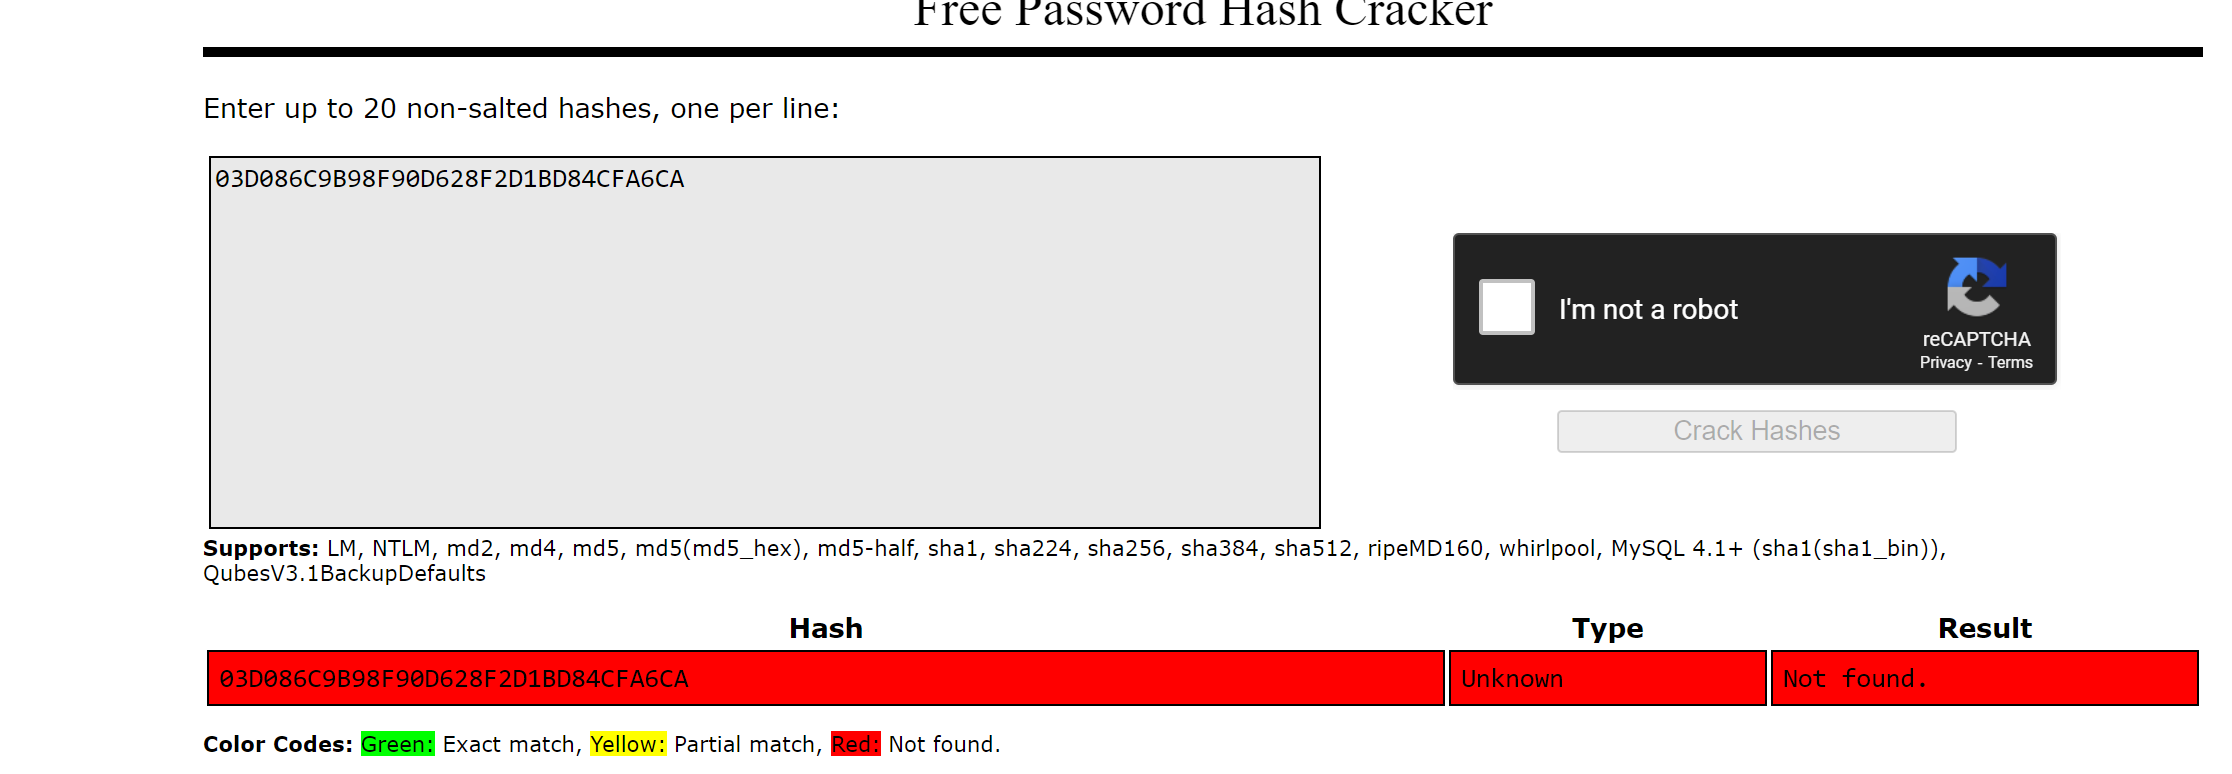 Free Password Hash Cracker
Enter up to 20 non-salted hashes, one per line:
03D086C9B98F90D628F2D1BD84CFA6CA
I'm not a robot
reCAPTCHA
Privacy - Terms
Crack Hashes
Supports: LM, NTLM, md2, md4, md5, md5(md5_hex), md5-half, sha1, sha224, sha256, sha384, sha512, ripeMD160, whirlpool, MySQL 4.1+ (sha1(sha1_bin)),
QubesV3.1BackupDefaults
Hash Type Result
03D086C9B98F90D628F2D1BD84CFA6CA Unknown Not found.
Color Codes: Green: Exact match, Yellow: Partial match, Red: Not found.